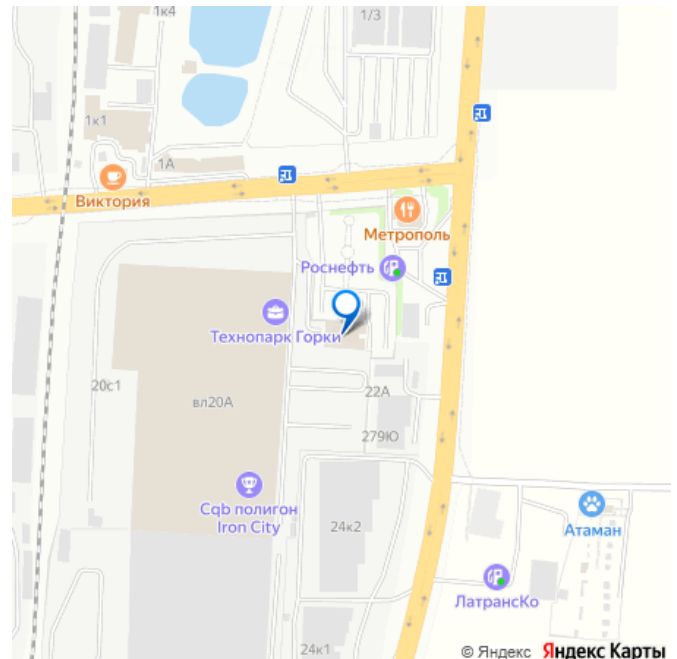 1к4
1/3
1к1
1А
Виктория
Метрополь
Роснефть
Технопарк Горки
20с1
вл20А
22А
279Ю
Cqb полигон
Iron City
24к2
Атаман
ЛатрансКо
24к1
© Яндекс Яндекс Карты